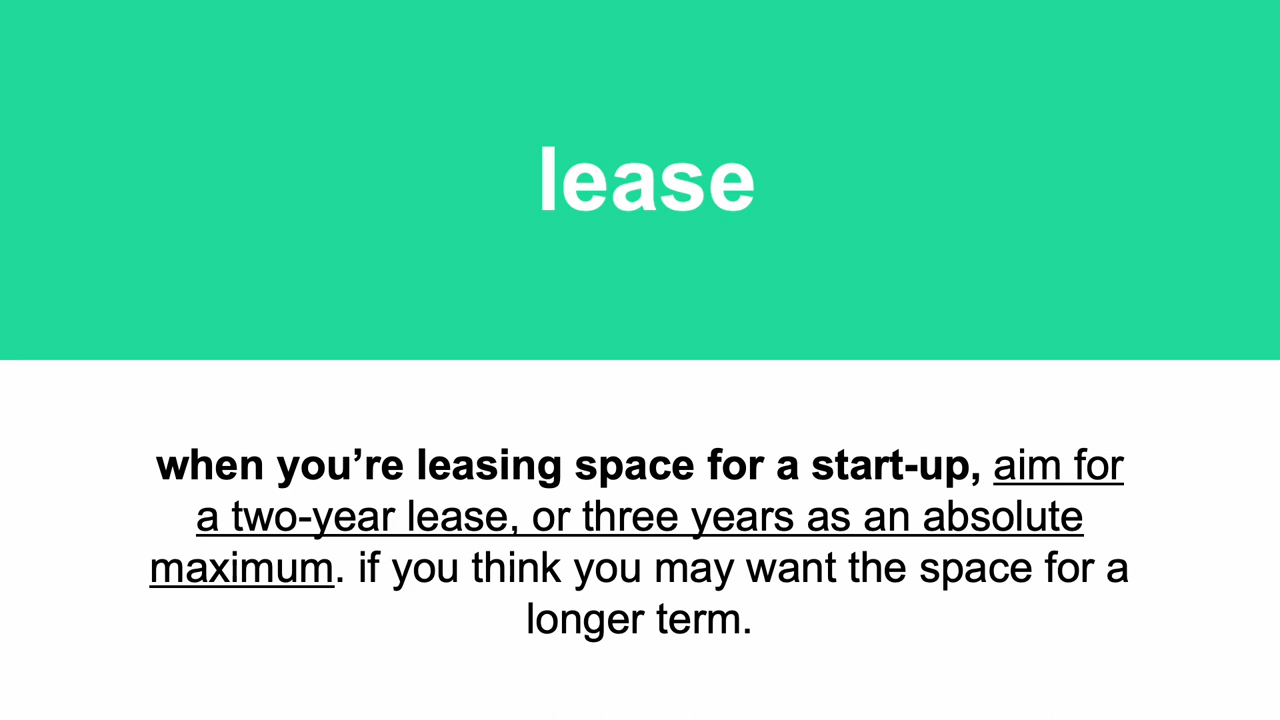 lease
when you’re leasing space for a start-up, aim for
a two-year lease, or three years as an absolute
maximum. if you think you may want the space for a
longer term.